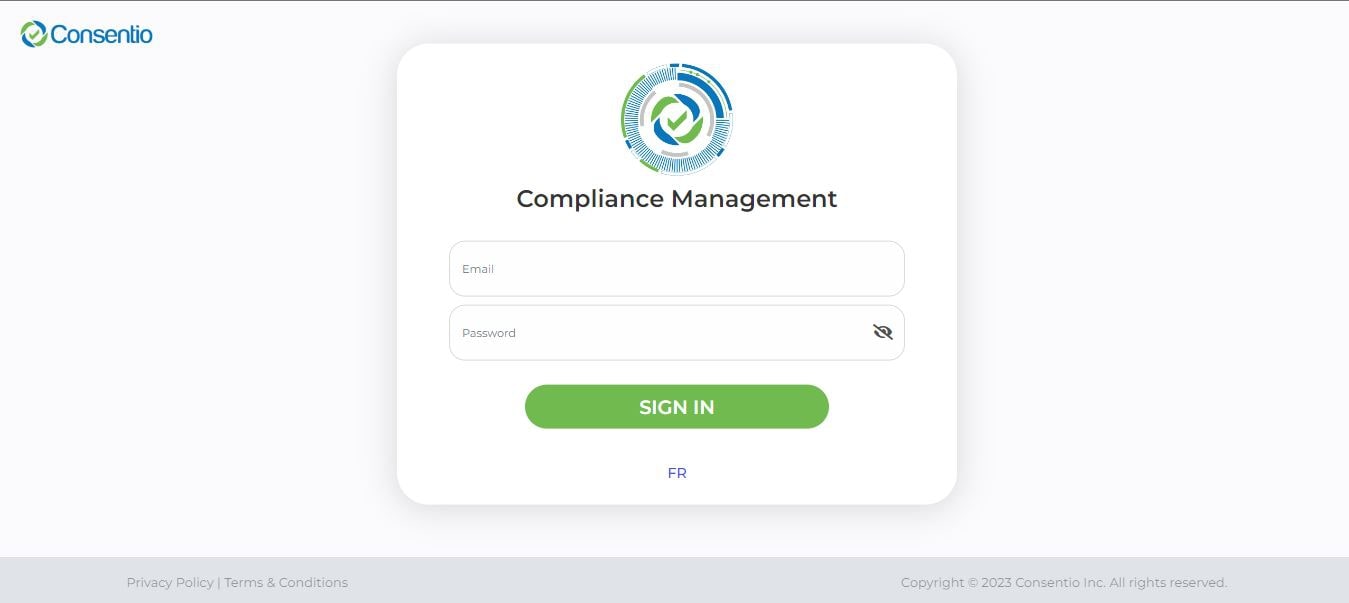 Consentio
Compliance Management
Email
Password
SIGN IN
FR
Privacy Policy | Terms & Conditions
Copyright © 2023 Consentio Inc. All rights reserved.